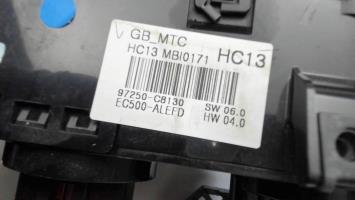 V GB_MTC
HC13 MBI0171 HC13
97250-C8130 SW 06.0
EC500-ALEFD HW 04.0